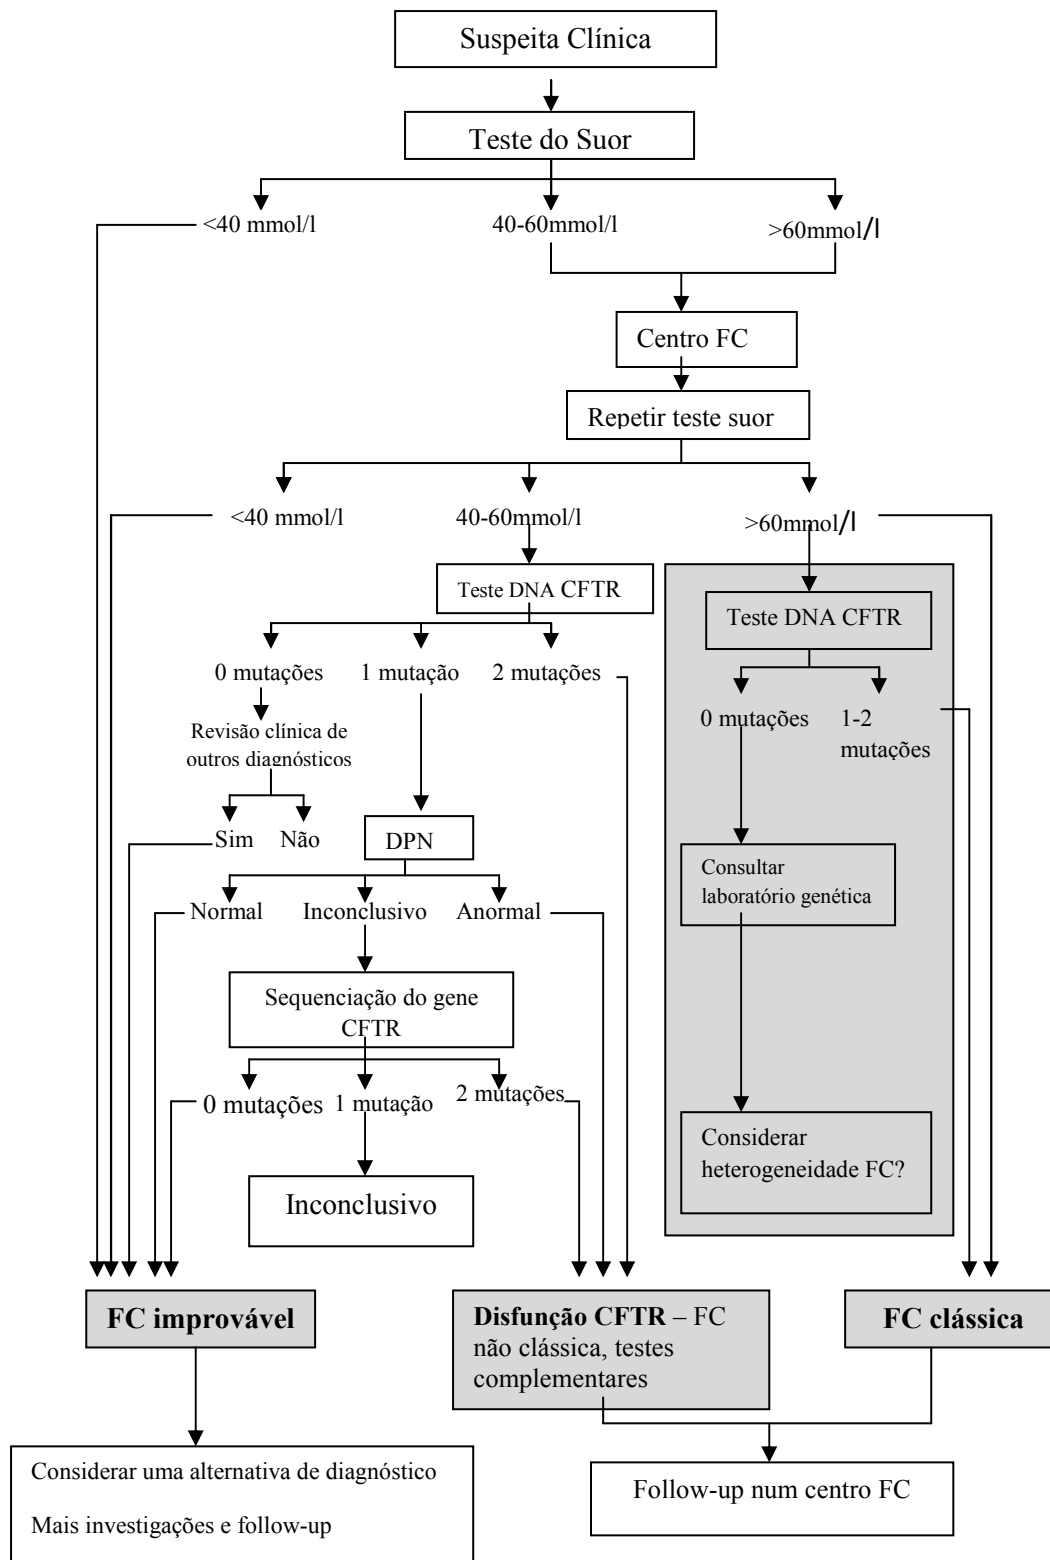 Suspeita Clínica
Teste do Suor
<40 mmol/l
40-60mmol/l
>60mmol/l
Centro FC
Repetir teste suor
<40 mmol/l
40-60mmol/l
>60mmol/l
Teste DNA CFTR
Teste DNA CFTR
0 mutações
1 mutação
2 mutações
0 mutações
1-2
mutações
Revisão clínica de
outros diagnósticos
Sim
Não
DPN
Consultar
laboratório genética
Normal
Inconclusivo
Anormal
Sequenciação do gene
CFTR
0 mutações
1 mutação
2 mutações
Considerar
heterogeneidade FC?
Inconclusivo
FC improvável
Disfunção CFTR – FC
não clássica, testes
complementares
FC clássica
Considerar uma alternativa de diagnóstico
Mais investigações e follow-up
Follow-up num centro FC